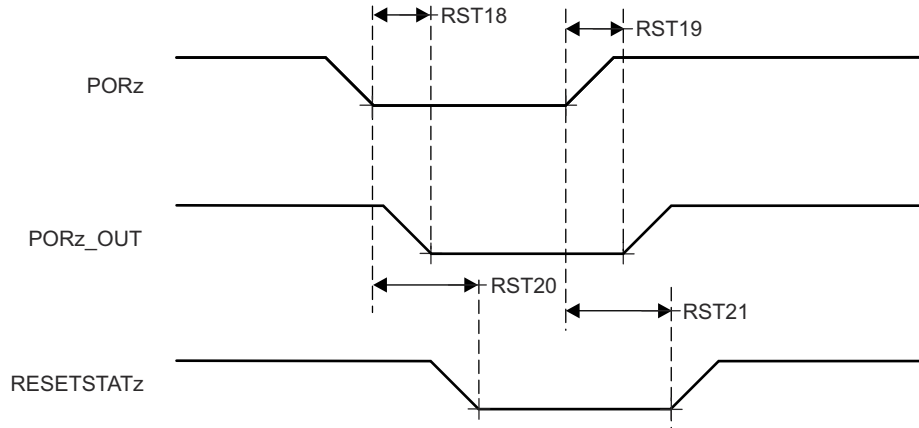 RST18
RST19
PORz
PORz_OUT
RST20
RST21
RESETSTATz